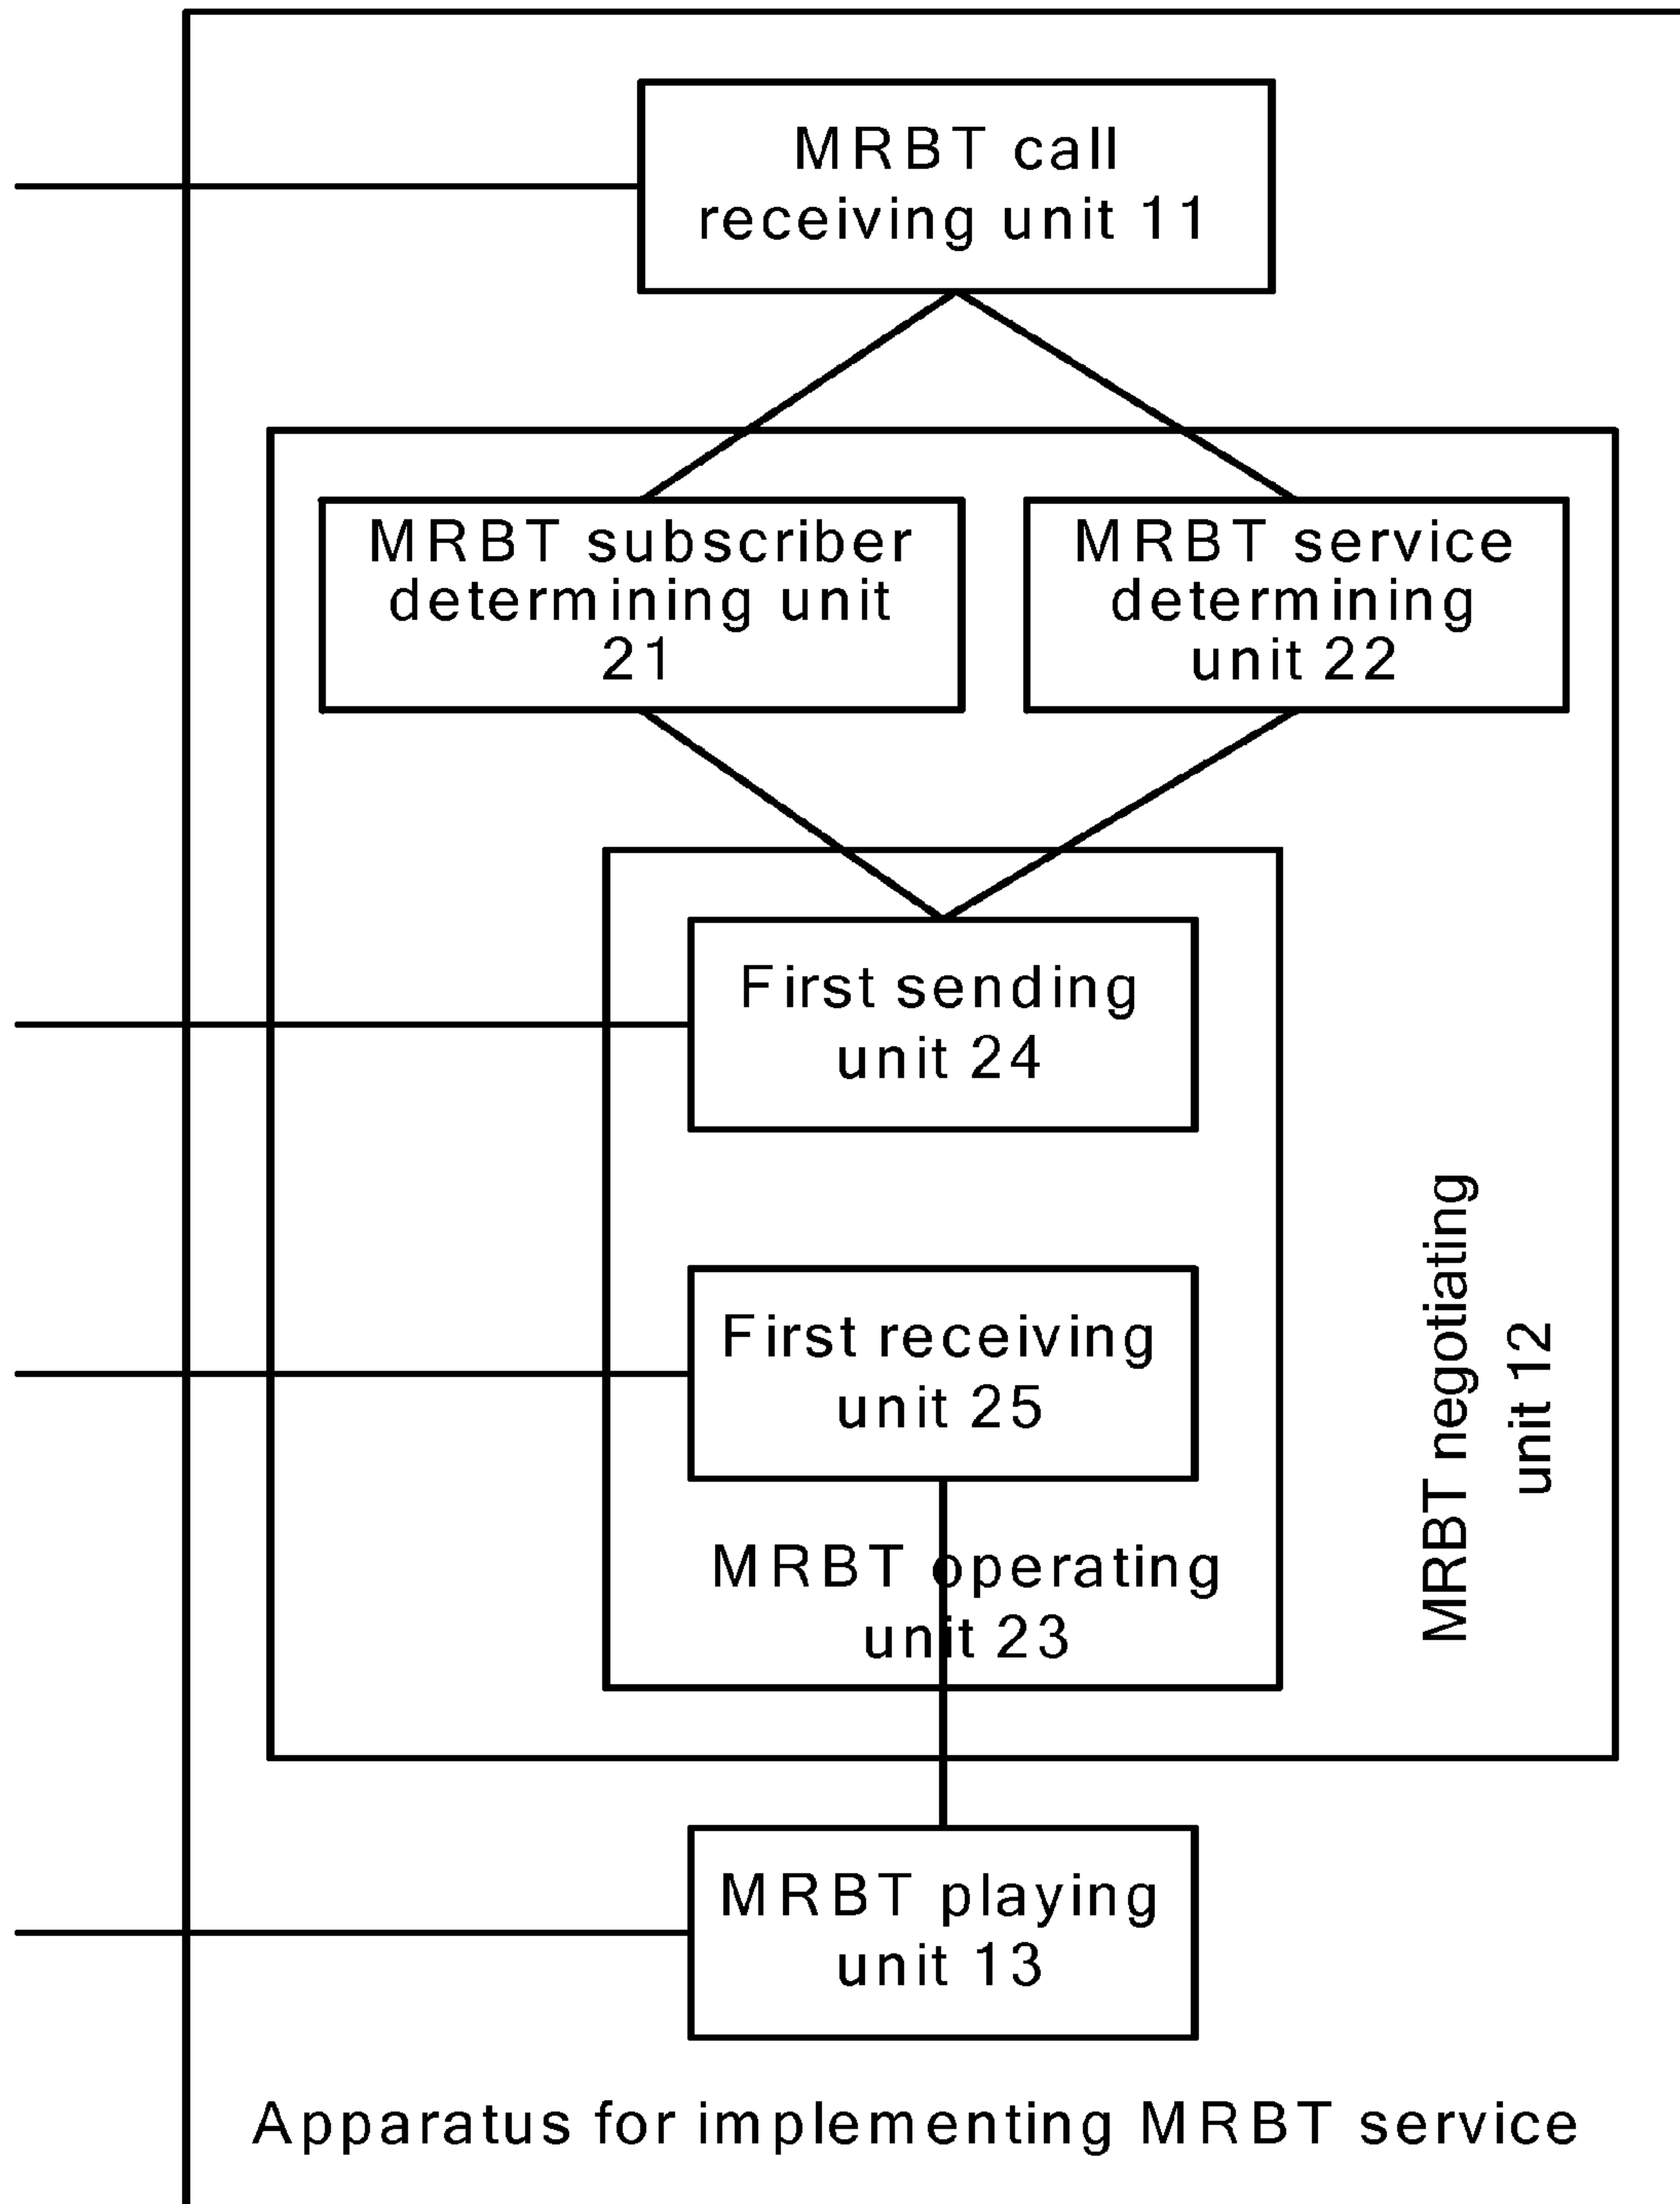 MRBT call
receiving unit 11
MRBT subscriber
determining unit
21
MRBT service
determining
unit 22
First sending
unit 24
First receiving
unit 25
MRBT operating
unit 23
MRBT negotiating
unit 12
MRBT playing
unit 13
Apparatus for implementing MRBT service